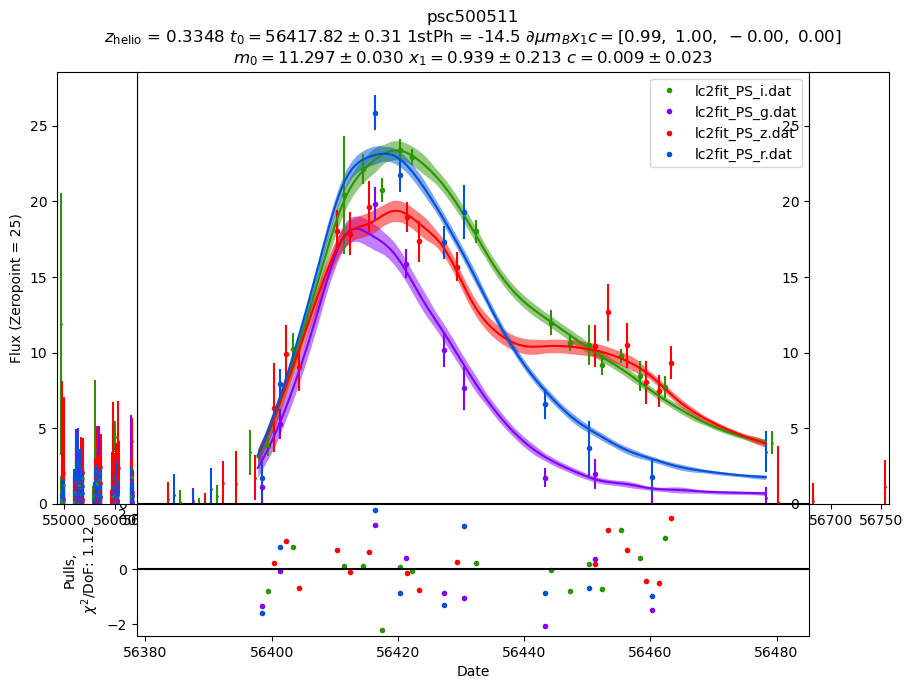 psc500511
z_helio = 0.3348 t_0 = 56417.82 ± 0.31 1stPh = -14.5 ∂μm_Bx_1c = [0.99, 1.00, −0.00, 0.00]
m_0 = 11.297 ± 0.030 x_1 = 0.939 ± 0.213 c = 0.009 ± 0.023
lc2fit_PS_i.dat
lc2fit_PS_g.dat
lc2fit_PS_z.dat
lc2fit_PS_r.dat
Flux (Zeropoint = 25)
25
20
15
10
5
0
25
20
15
10
5
0
55000
56700
56750
Pulls,
χ²/DoF: 1.12
0
−2
56380
56400
56420
56440
56460
56480
Date